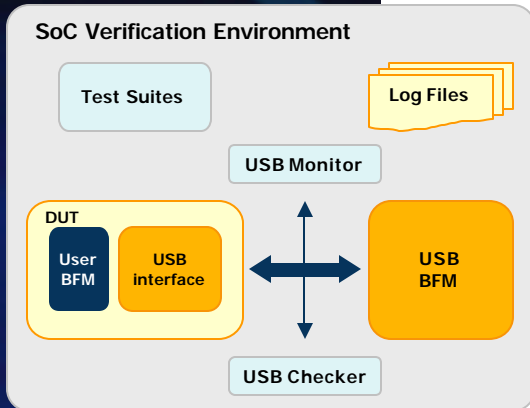 SoC Verification Environment
Test Suites
Log Files
USB Monitor
DUT
User
BFM
USB
interface
USB
BFM
USB Checker